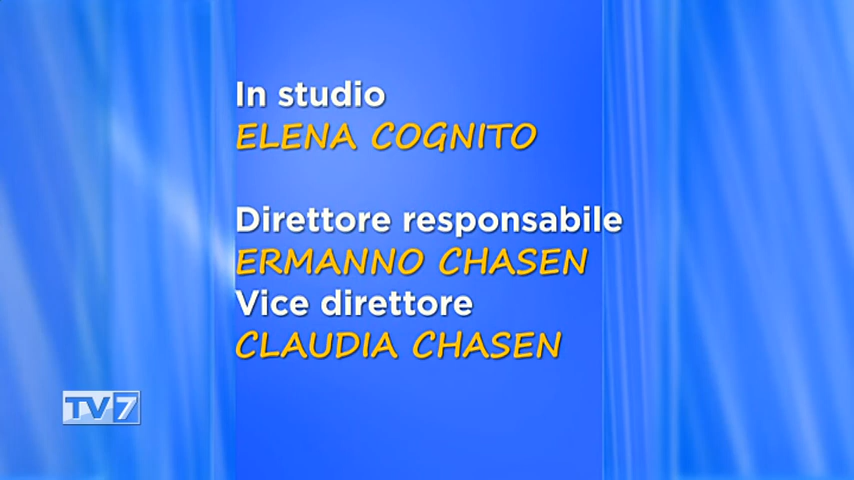 In studio
ELENA COGNITO
Direttore responsabile
ERMANNO CHASEN
Vice direttore
CLAUDIA CHASEN
TV7